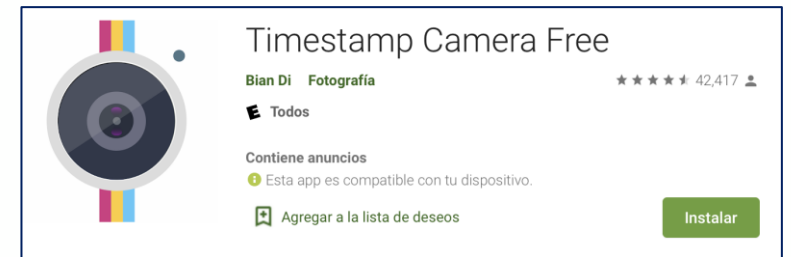 Timestamp Camera Free
Bian Di Fotografía 42,417
E Todos
Contiene anuncios
Esta app es compatible con tu dispositivo.
Agregar a la lista de deseos
Instalar